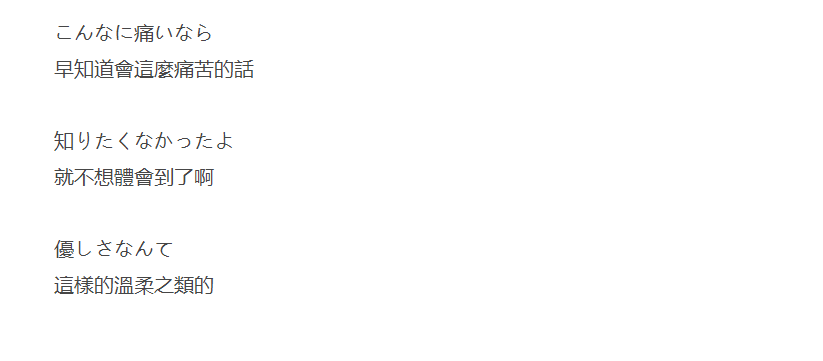 こんなに痛いなら
早知道會這麼痛苦的話
知りたくなかったよ
就不想體會到了啊
優しさなんて
這樣的溫柔之類的